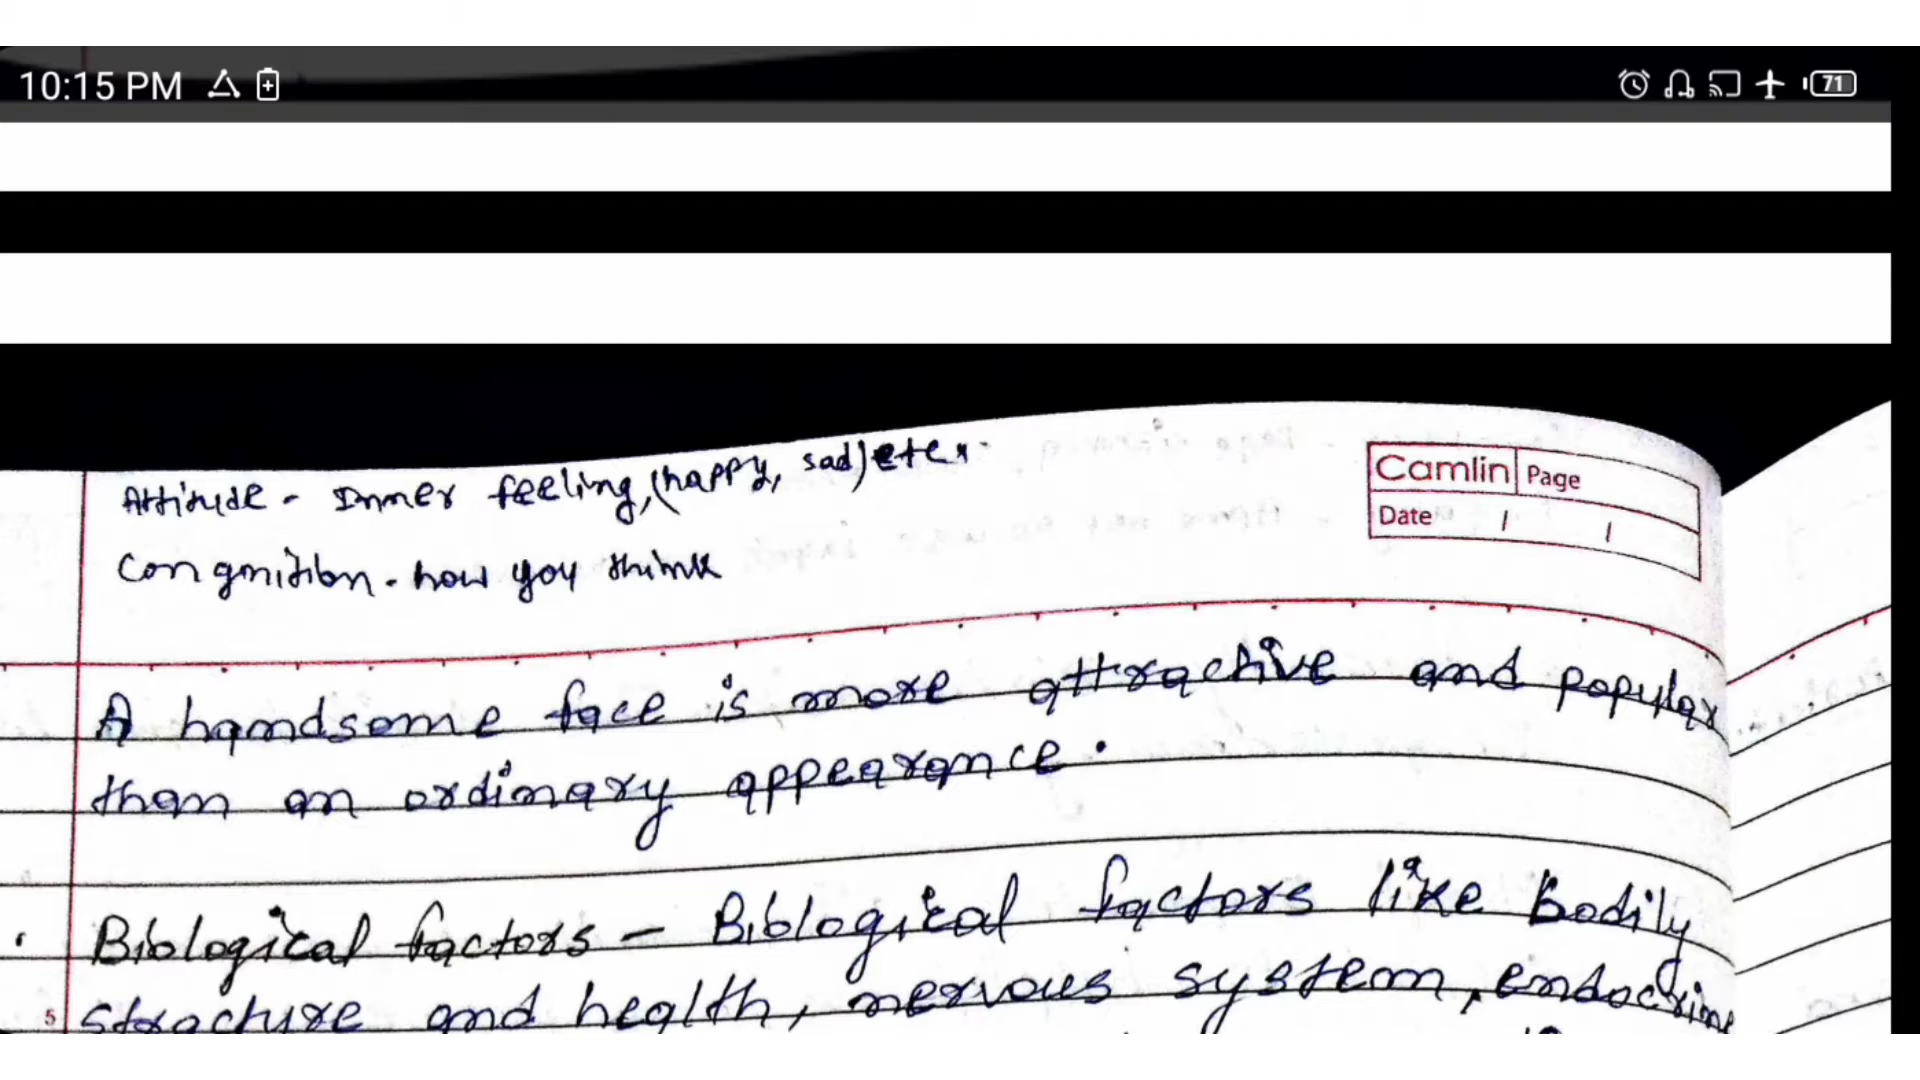 10:15 PM
71
Attitude - Inner feeling, (happy, sad) etc.
Camlin Page
Date / /
Congnition - how you think
A handsome face is more attractive and popular
than an ordinary appearance.
Biological factors - Biological factors like bodily
5
structure and health, nervous system, endocrine